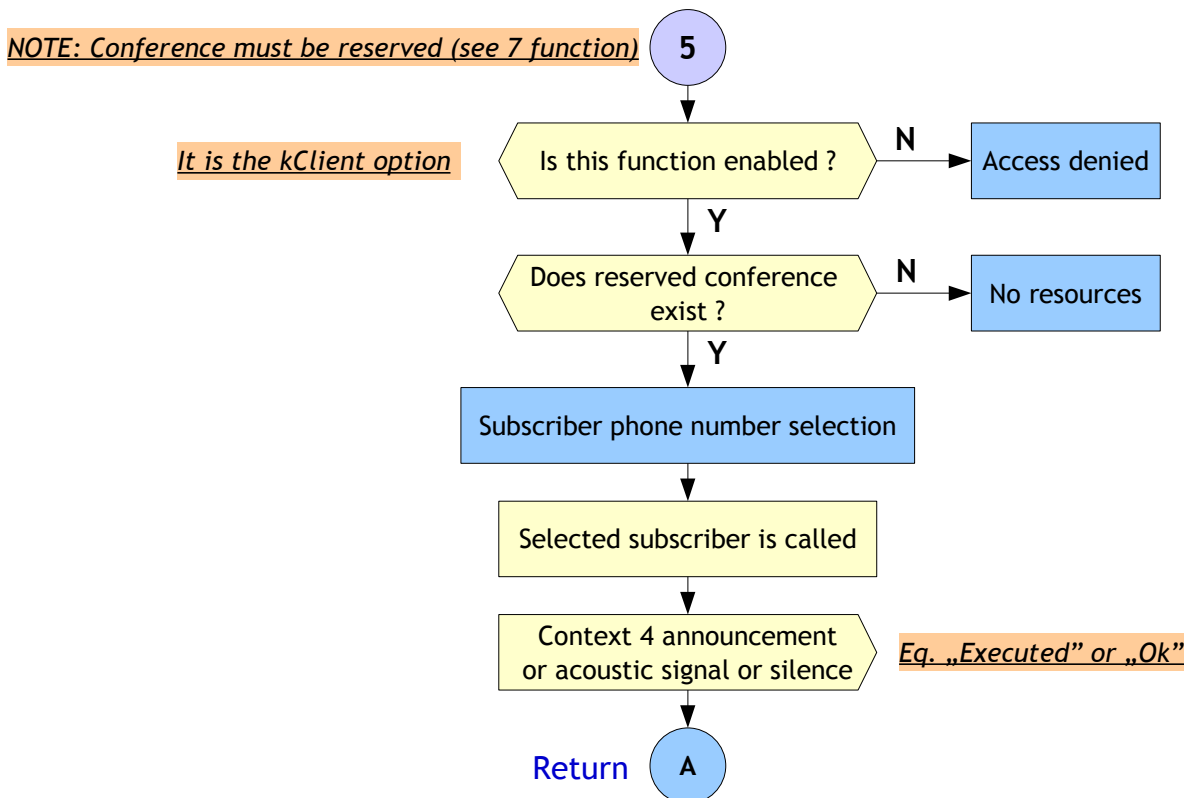 NOTE: Conference must be reserved (see 7 function)
5
It is the kClient option
Is this function enabled ?
N
Access denied
Y
Does reserved conference
exist ?
N
No resources
Y
Subscriber phone number selection
Selected subscriber is called
Context 4 announcement
or acoustic signal or silence
Eq. „Executed” or „Ok”
Return
A